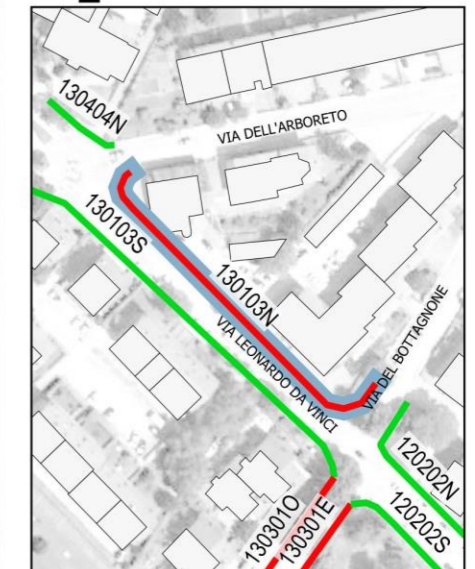 130404N
VIA DELL'ARBORETO
130103S
130103N
VIA LEONARDO DA VINCI
VIA DEL BOTTAGNONE
120202N
130301O
130301E
120202S